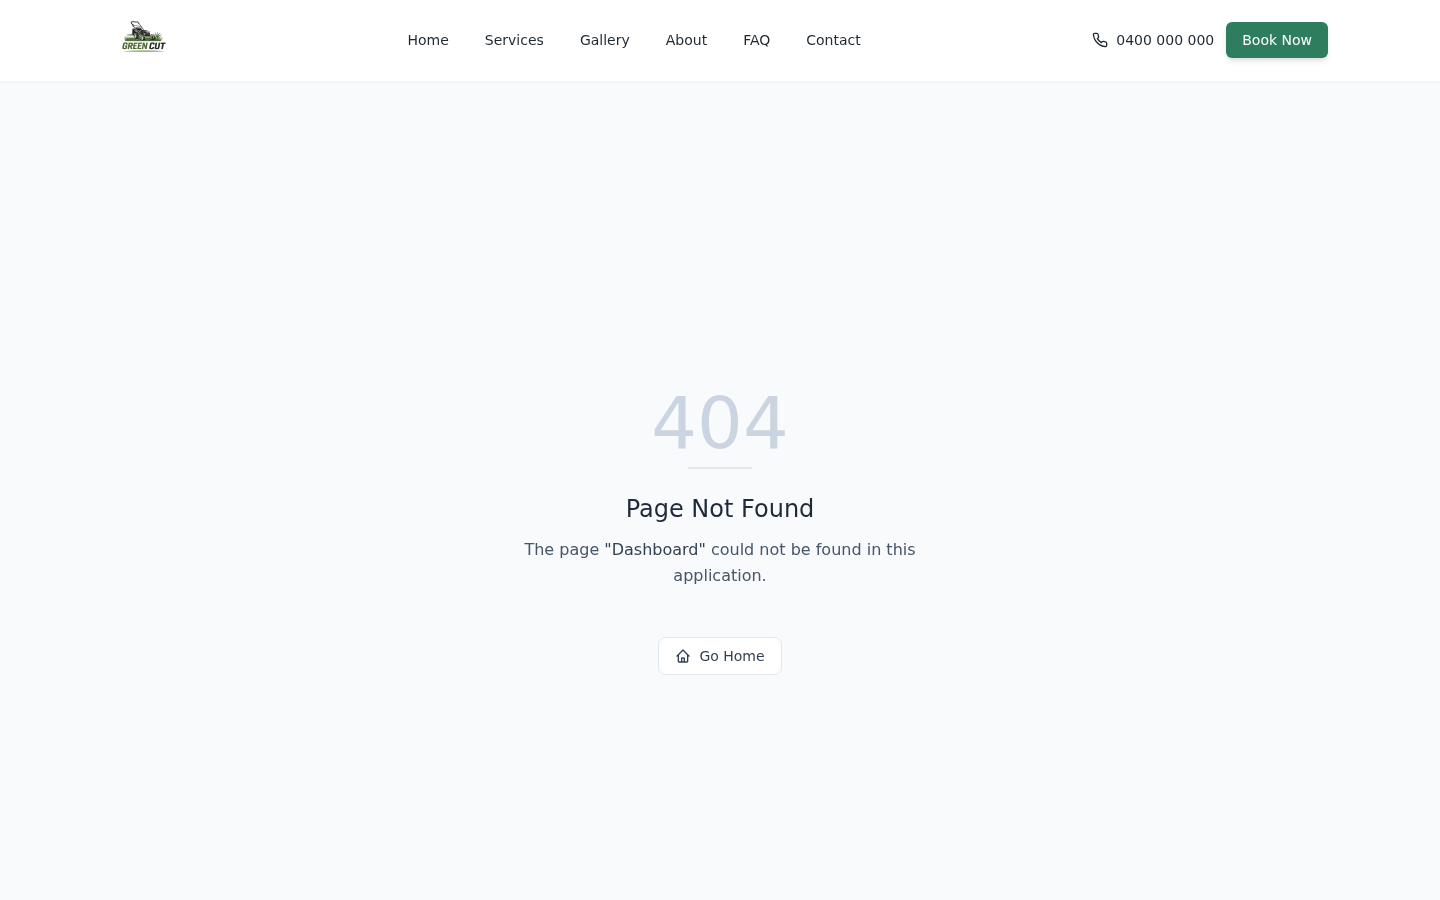 GREEN CUT
Home
Services
Gallery
About
FAQ
Contact
0400 000 000
Book Now
404
Page Not Found
The page "Dashboard" could not be found in this
application.
Go Home